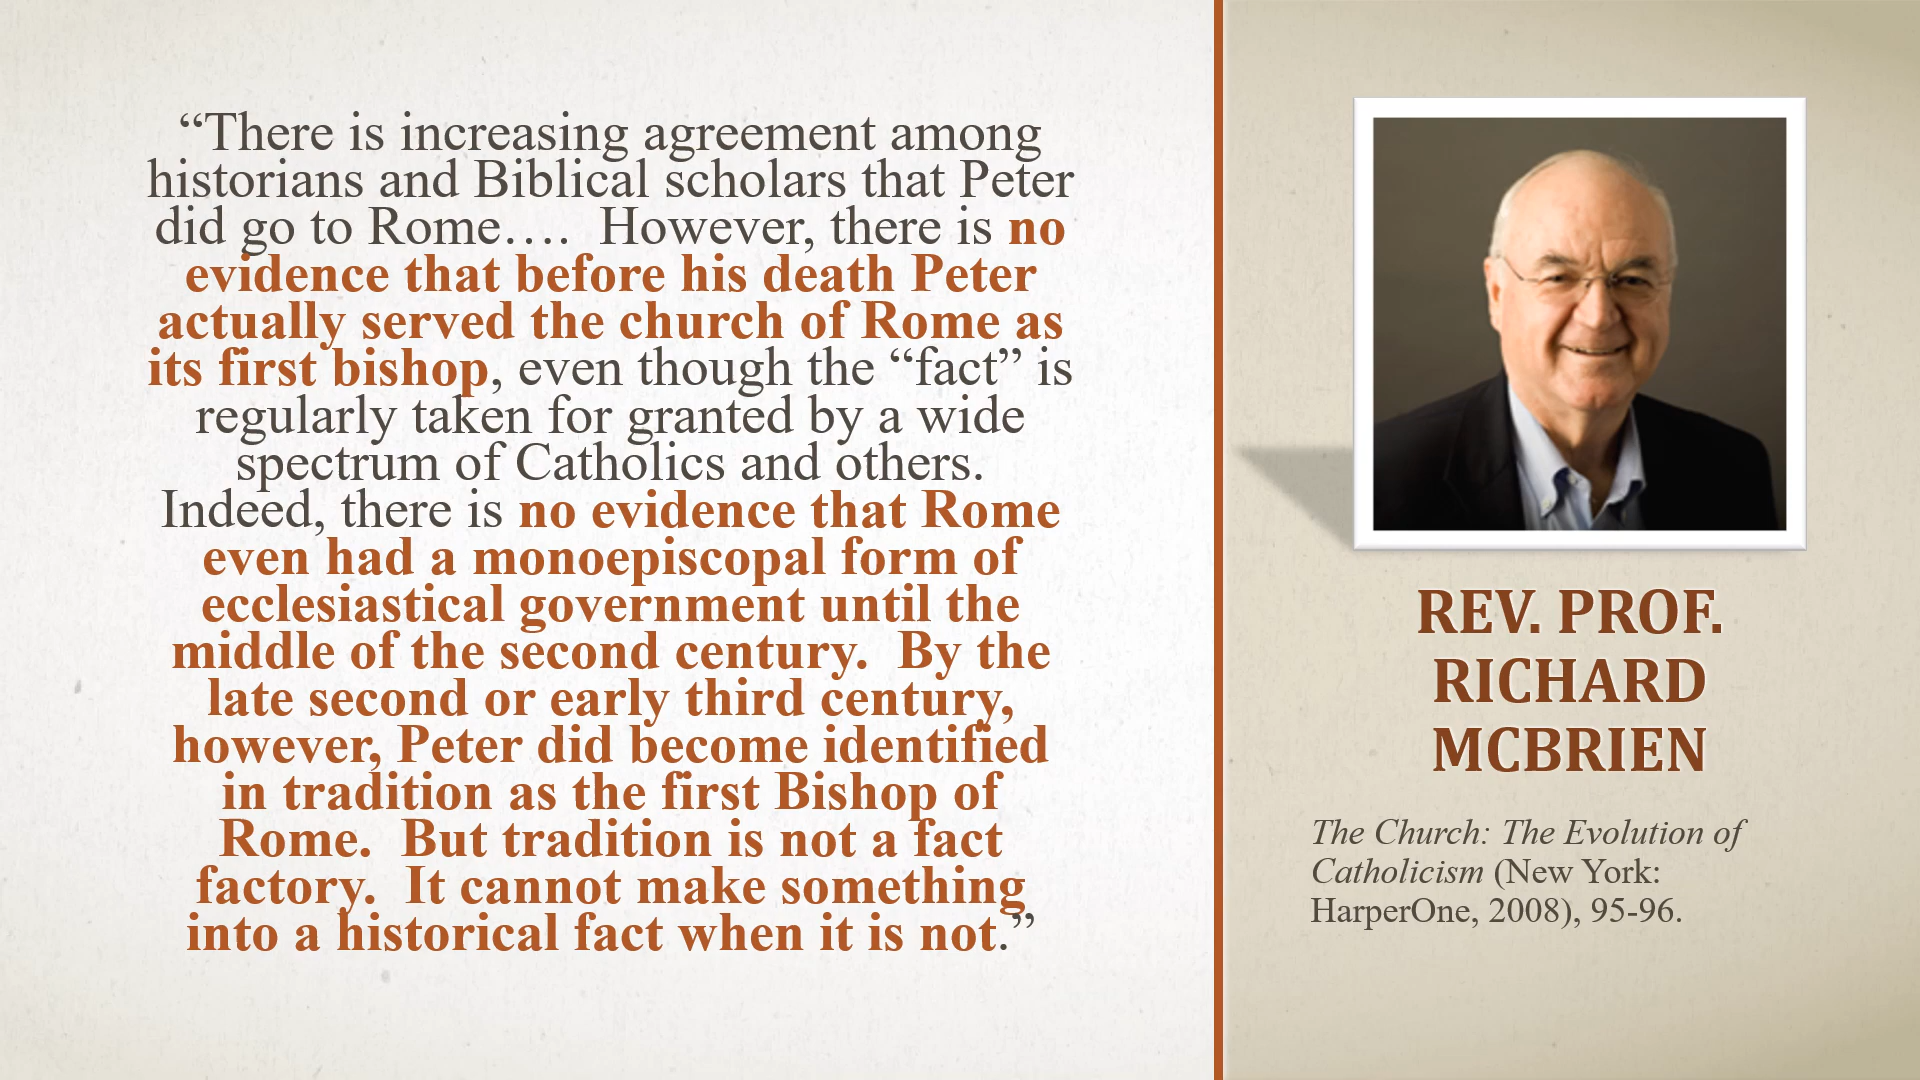 “There is increasing agreement among
historians and Biblical scholars that Peter
did go to Rome….  However, there is no
evidence that before his death Peter
actually served the church of Rome as
its first bishop, even though the “fact” is
regularly taken for granted by a wide
spectrum of Catholics and others.
Indeed, there is no evidence that Rome
even had a monoepiscopal form of
ecclesiastical government until the
middle of the second century.  By the
late second or early third century,
however, Peter did become identified
in tradition as the first Bishop of
Rome.  But tradition is not a fact
factory.  It cannot make something
into a historical fact when it is not.”
REV. PROF.
RICHARD
MCBRIEN
The Church: The Evolution of
Catholicism (New York:
HarperOne, 2008), 95-96.